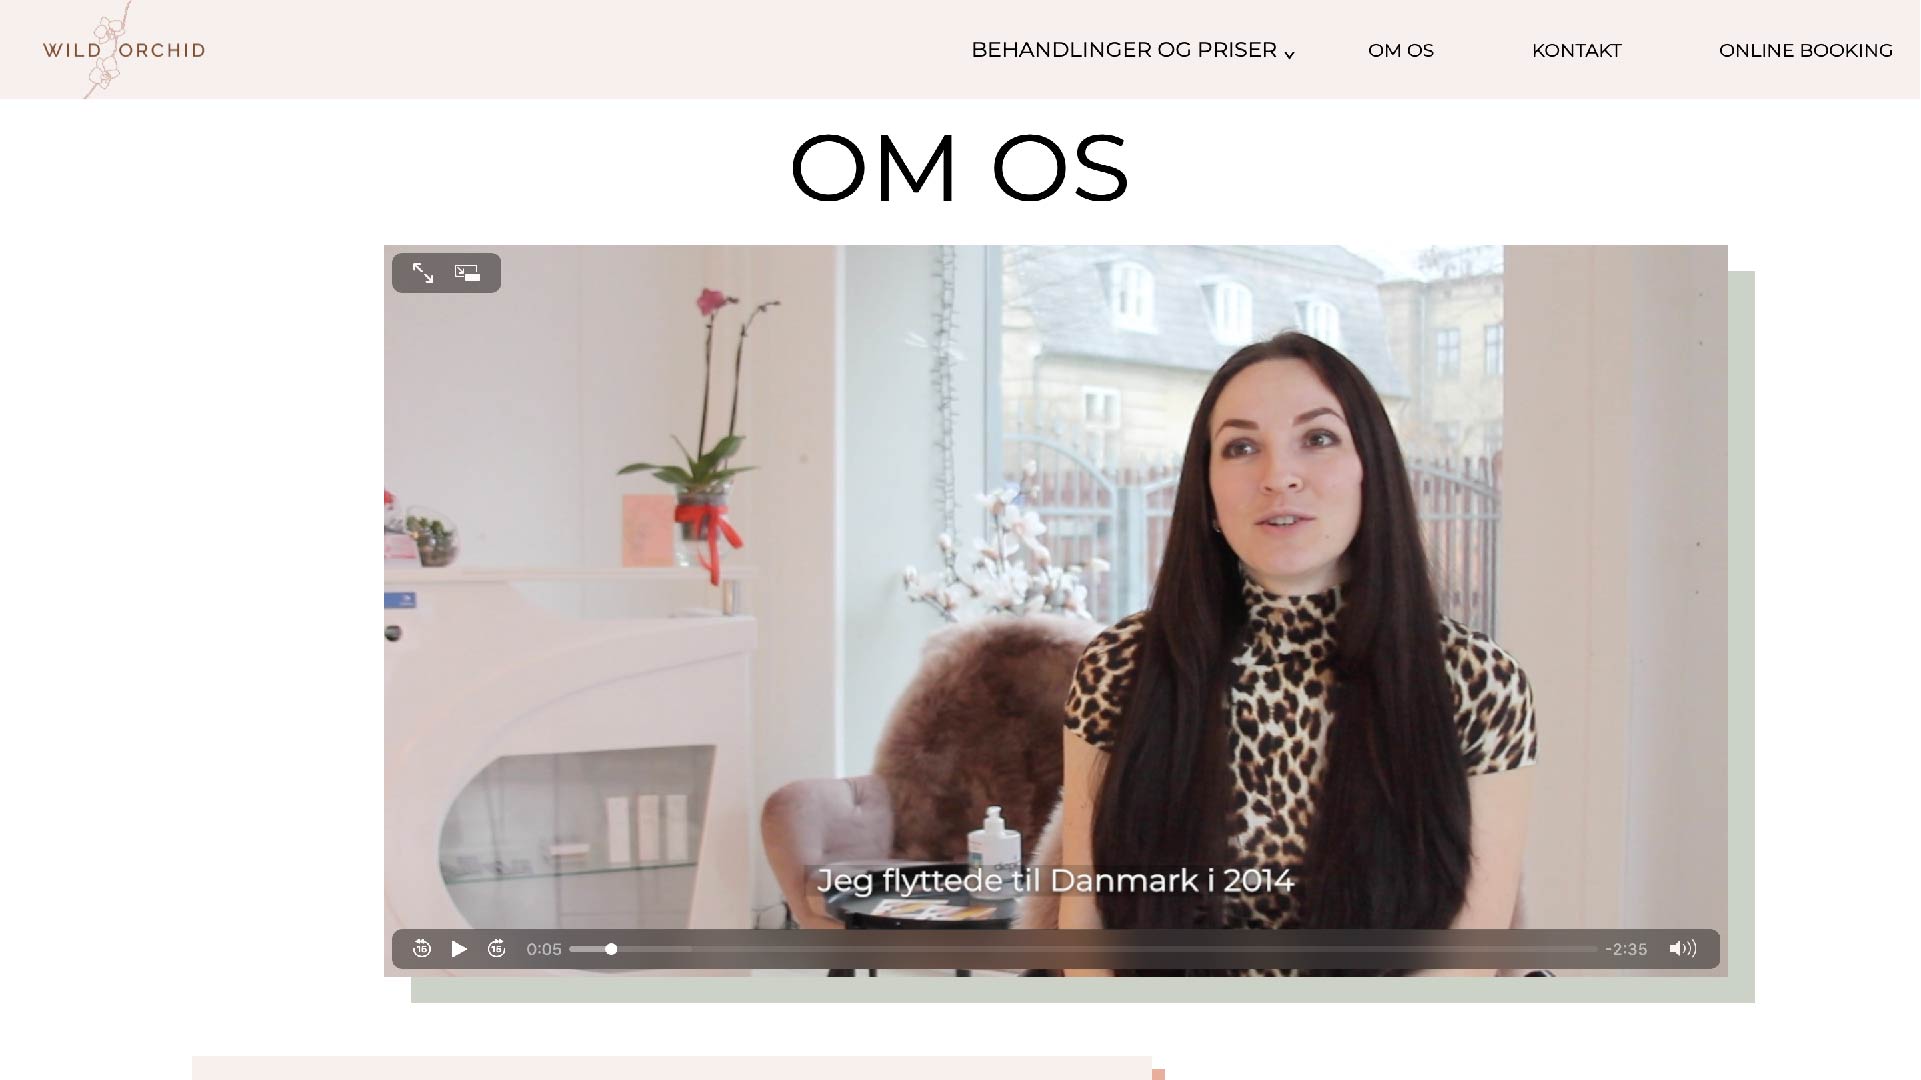 WILD ORCHID
BEHANDLINGER OG PRISER
OM OS
KONTAKT
ONLINE BOOKING
OM OS
Jeg flyttede til Danmark i 2014
15
15
0:05
-2:35